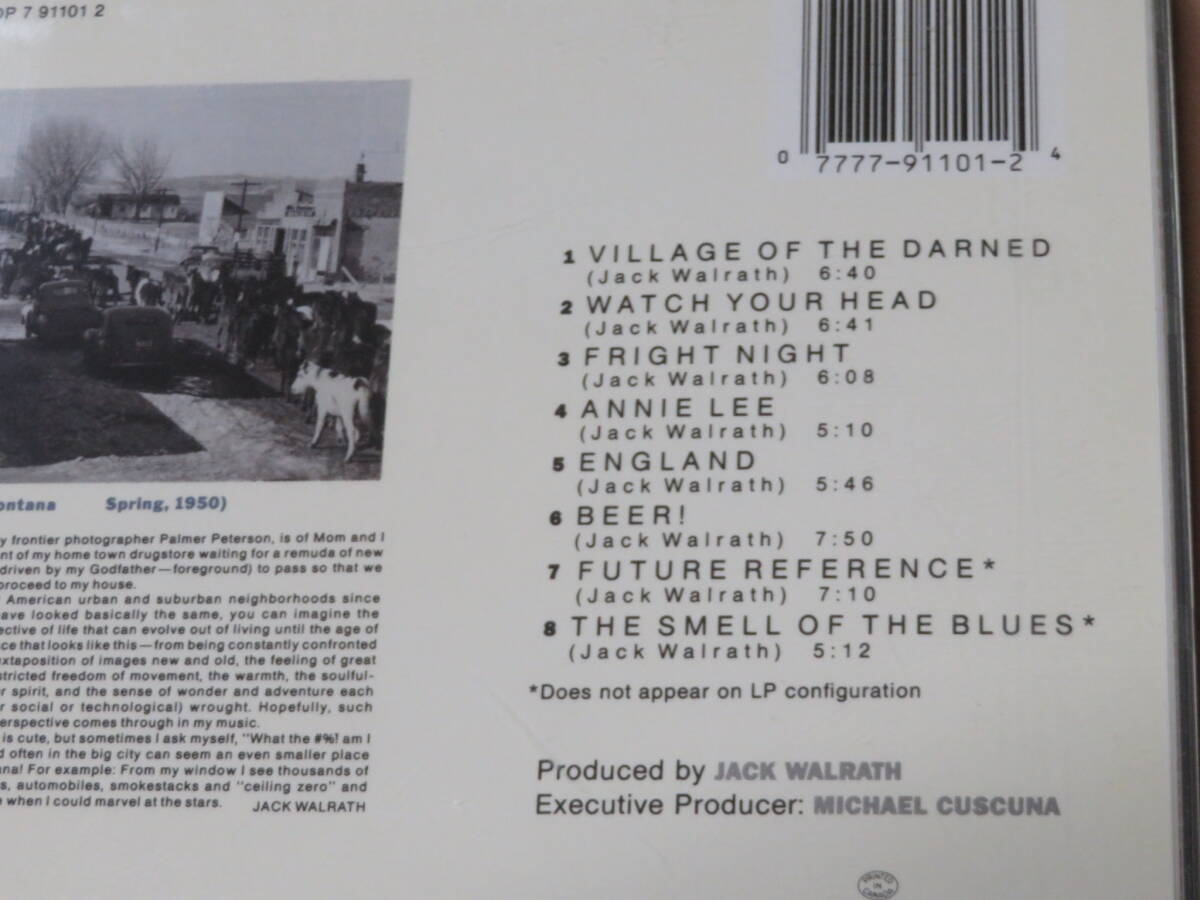 DP 7 91101 2
0 7777-91101-2 4
1 VILLAGE OF THE DARNED
(Jack Walrath) 6:40
2 WATCH YOUR HEAD
(Jack Walrath) 6:41
3 FRIGHT NIGHT
(Jack Walrath) 6:08
4 ANNIE LEE
(Jack Walrath) 5:10
5 ENGLAND
(Jack Walrath) 5:46
6 BEER!
(Jack Walrath) 7:50
7 FUTURE REFERENCE*
(Jack Walrath) 7:10
8 THE SMELL OF THE BLUES*
(Jack Walrath) 5:12
*Does not appear on LP configuration
Produced by JACK WALRATH
Executive Producer: MICHAEL CUSCUNA
PRINTED IN CANADA
ontana Spring, 1950)
y frontier photographer Palmer Peterson, is of Mom and I
nt of my home town drugstore waiting for a remuda of new
driven by my Godfather—foreground) to pass so that we
proceed to my house.
American urban and suburban neighborhoods since
ave looked basically the same, you can imagine the
ective of life that can evolve out of living until the age of
ce that looks like this—from being constantly confronted
uxtaposition of images new and old, the feeling of great
stricted freedom of movement, the warmth, the soulful-
r spirit, and the sense of wonder and adventure each
r social or technological) wrought. Hopefully, such
erspective comes through in my music.
is cute, but sometimes I ask myself, "What the #%! am I
d often in the big city can seem an even smaller place
ana! For example: From my window I see thousands of
s, automobiles, smokestacks and "ceiling zero" and
when I could marvel at the stars. JACK WALRATH